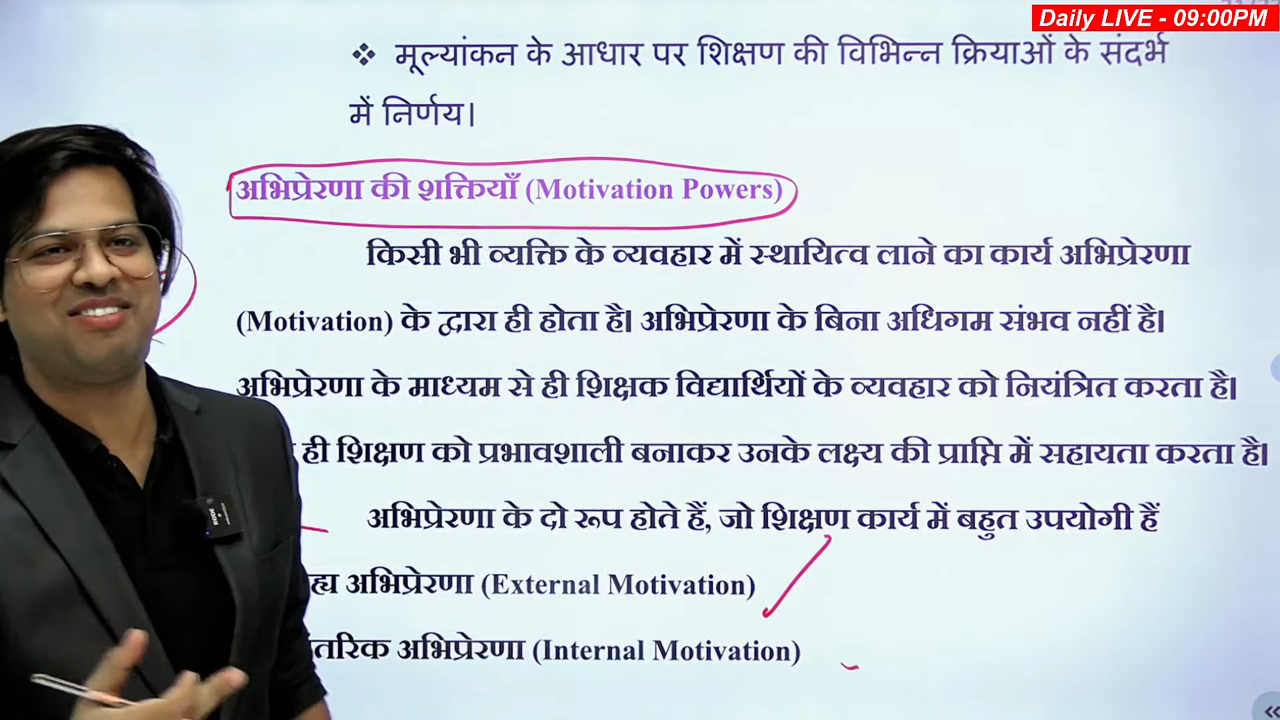 Daily LIVE - 09:00PM
❖ मूल्यांकन के आधार पर शिक्षण की विभिन्न क्रियाओं के संदर्भ
में निर्णय।
अभिप्रेरणा की शक्तियाँ (Motivation Powers)
किसी भी व्यक्ति के व्यवहार में स्थायित्व लाने का कार्य अभिप्रेरणा
(Motivation) के द्वारा ही होता है। अभिप्रेरणा के बिना अधिगम संभव नहीं है।
अभिप्रेरणा के माध्यम से ही शिक्षक विद्यार्थियों के व्यवहार को नियंत्रित करता है।
ही शिक्षण को प्रभावशाली बनाकर उनके लक्ष्य की प्राप्ति में सहायता करता है।
अभिप्रेरणा के दो रूप होते हैं, जो शिक्षण कार्य में बहुत उपयोगी हैं
अभिप्रेरणा (External Motivation)
अभिप्रेरणा (Internal Motivation)